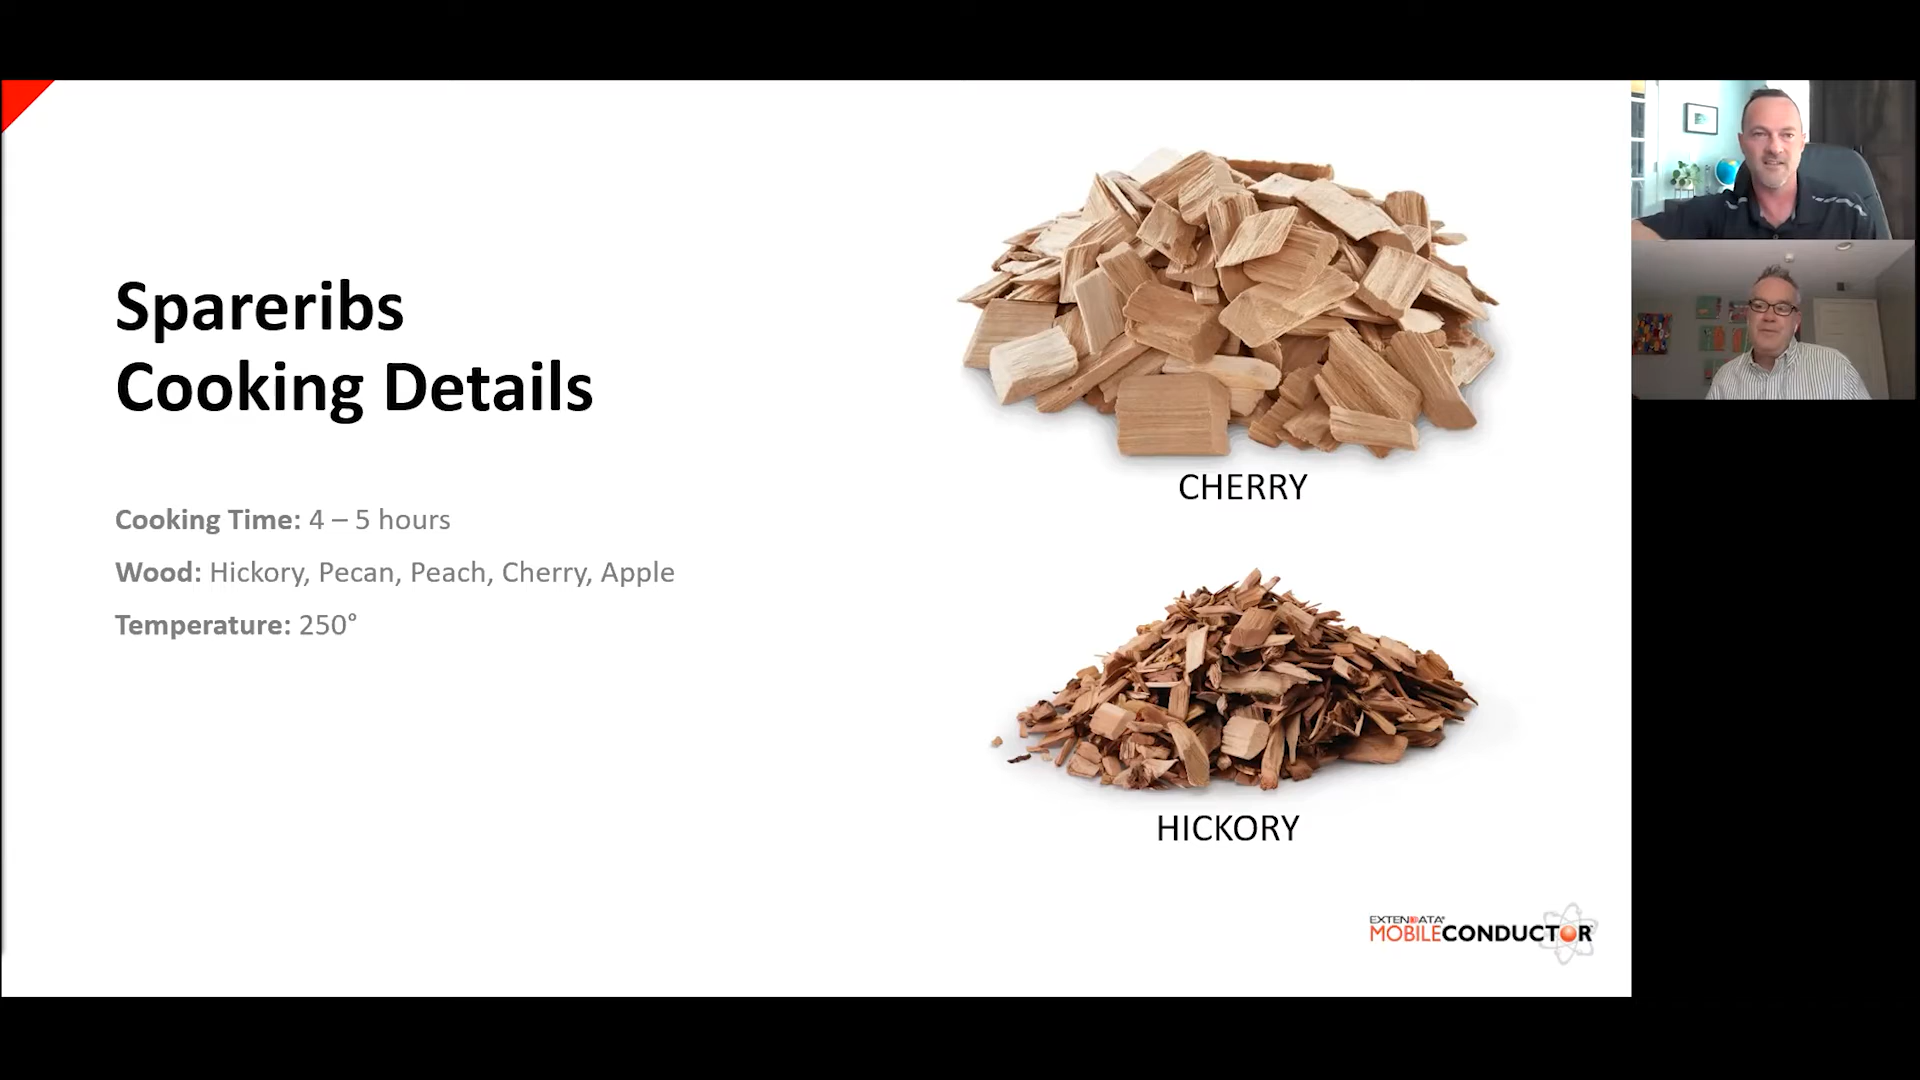 Spareribs
Cooking Details
Cooking Time: 4 – 5 hours
Wood: Hickory, Pecan, Peach, Cherry, Apple
Temperature: 250°
CHERRY
HICKORY
EXTENDATA®
MOBILECONDUCTOR